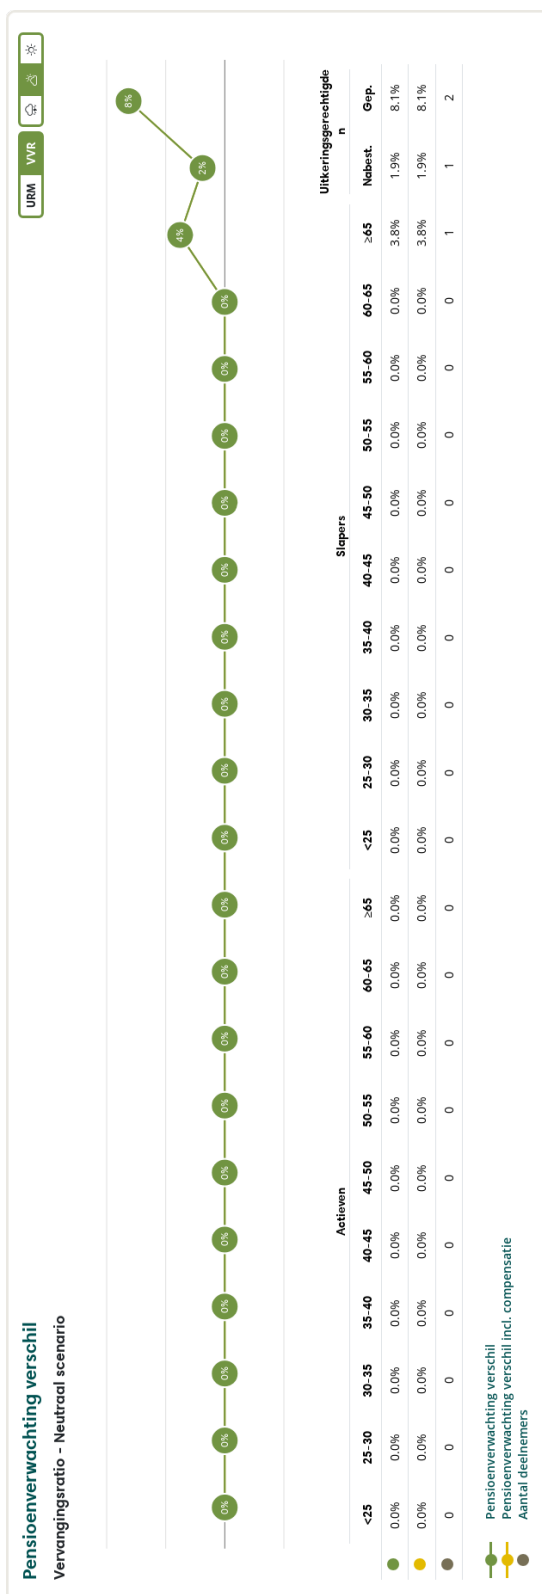 Pensioenverwachting verschil
URM VVR
Vervangingsratio - Neutraal scenario
0% 0% 0% 0% 0% 0% 0% 0% 0% 0% 0% 0% 0% 0% 0% 0% 0% 0% 0% 4% 2% 8%
Actieven Slapers Uitkeringsgerechtigde
n
<25 25-30 30-35 35-40 40-45 45-50 50-55 55-60 60-65 ≥65 <25 25-30 30-35 35-40 40-45 45-50 50-55 55-60 60-65 ≥65 Nabest. Gep.
0.0% 0.0% 0.0% 0.0% 0.0% 0.0% 0.0% 0.0% 0.0% 0.0% 0.0% 0.0% 0.0% 0.0% 0.0% 0.0% 0.0% 0.0% 0.0% 3.8% 1.9% 8.1%
0.0% 0.0% 0.0% 0.0% 0.0% 0.0% 0.0% 0.0% 0.0% 0.0% 0.0% 0.0% 0.0% 0.0% 0.0% 0.0% 0.0% 0.0% 0.0% 3.8% 1.9% 8.1%
0 0 0 0 0 0 0 0 0 0 0 0 0 0 0 0 0 0 0 1 1 2
Pensioenverwachting verschil
Pensioenverwachting verschil incl. compensatie
Aantal deelnemers